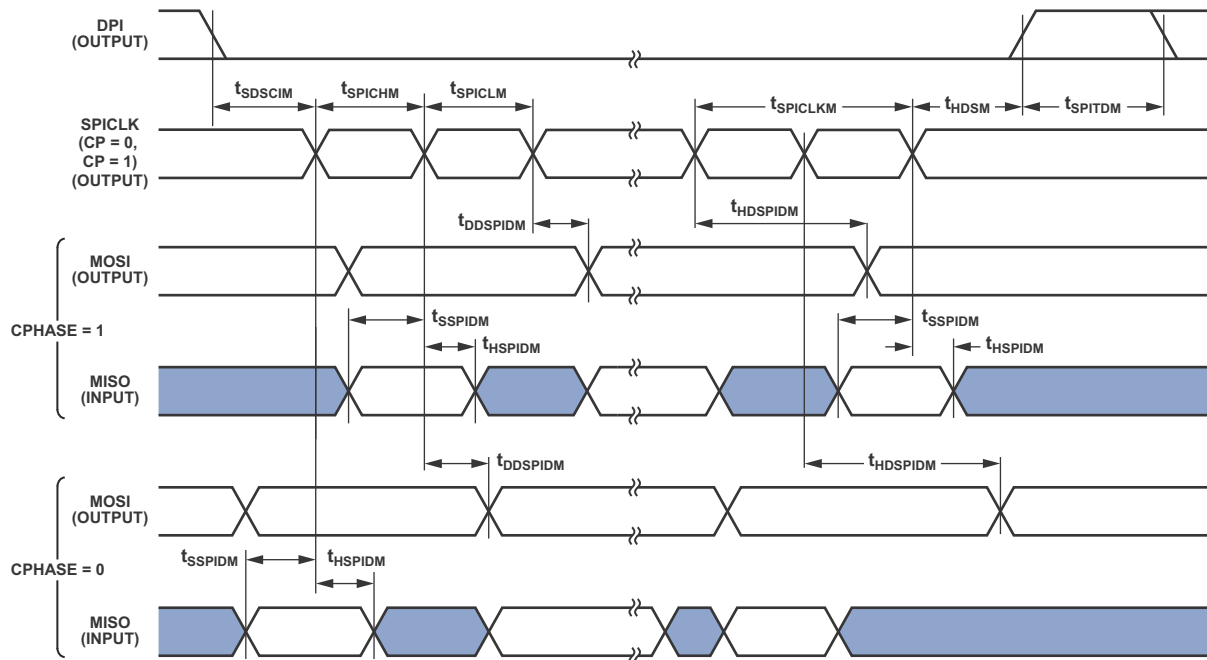 DPI
(OUTPUT)
tSDSCIM
tSPICHM
tSPICLM
tSPICLKM
tHDSM
tSPITDM
SPICLK
(CP = 0,
CP = 1)
(OUTPUT)
tDDSPIDM
tHDSPIDM
MOSI
(OUTPUT)
CPHASE = 1
tSSPIDM
tSSPIDM
tHSPIDM
tHSPIDM
MISO
(INPUT)
tDDSPIDM
tHDSPIDM
MOSI
(OUTPUT)
tSSPIDM
tHSPIDM
CPHASE = 0
MISO
(INPUT)